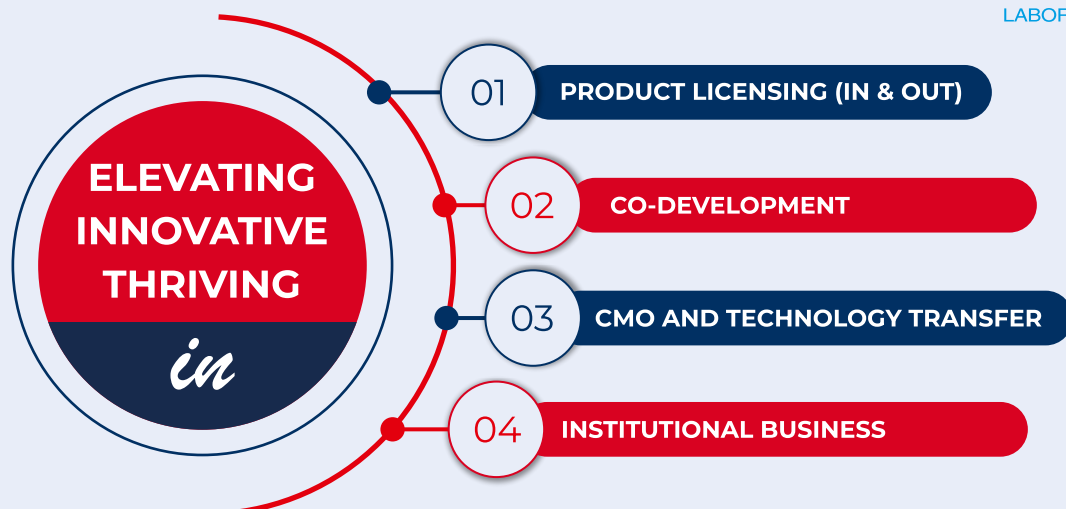 LABOR
ELEVATING
INNOVATIVE
THRIVING
in
01
PRODUCT LICENSING (IN & OUT)
02
CO-DEVELOPMENT
03
CMO AND TECHNOLOGY TRANSFER
04
INSTITUTIONAL BUSINESS